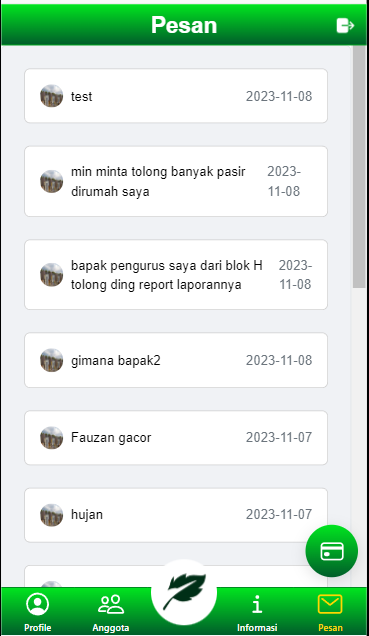 Pesan
test 2023-11-08
min minta tolong banyak pasir 2023-
dirumah saya 11-08
bapak pengurus saya dari blok H 2023-
tolong ding report laporannya 11-08
gimana bapak2 2023-11-08
Fauzan gacor 2023-11-07
hujan 2023-11-07
Profile Anggota Informasi Pesan